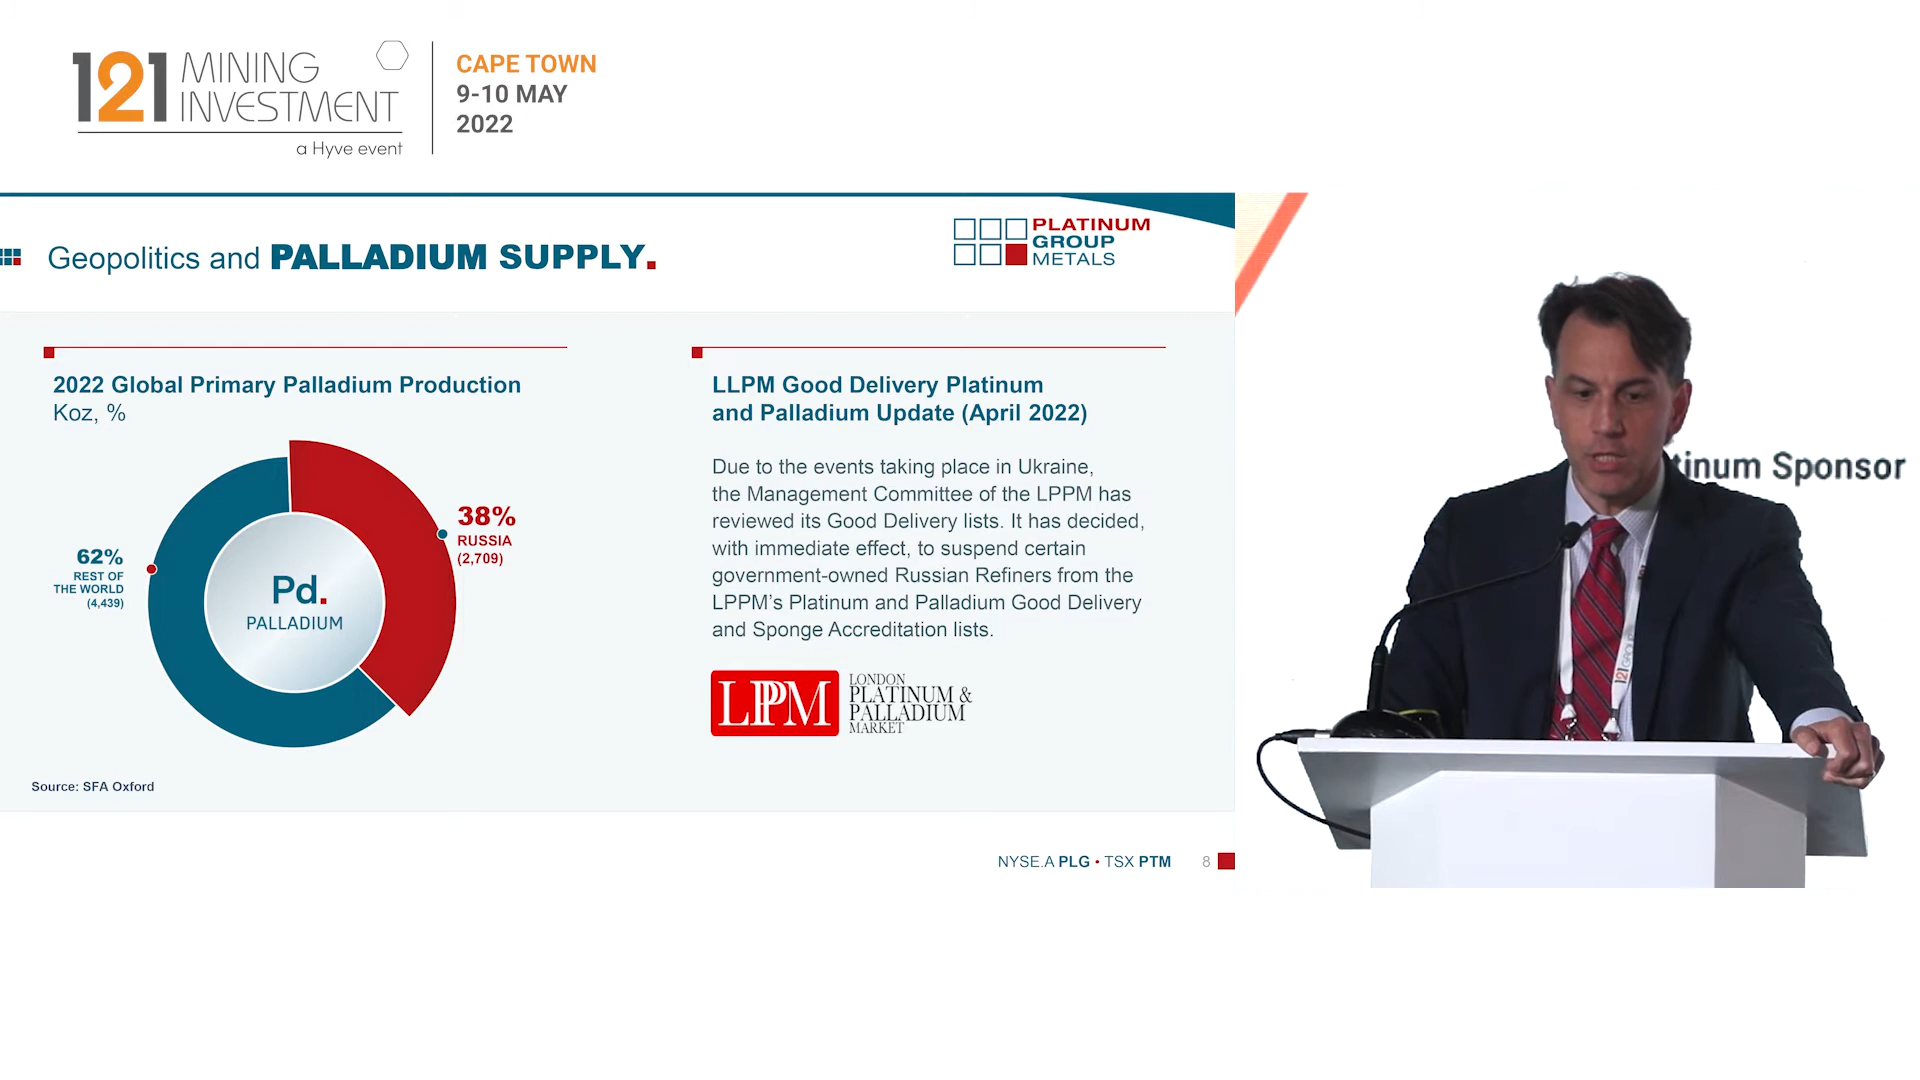 121 MINING
INVESTMENT
a Hyve event
CAPE TOWN
9-10 MAY
2022
Geopolitics and PALLADIUM SUPPLY.
PLATINUM
GROUP
METALS
2022 Global Primary Palladium Production
Koz, %
38%
RUSSIA
(2,709)
62%
REST OF
THE WORLD
(4,439)
Pd.
PALLADIUM
Source: SFA Oxford
LLPM Good Delivery Platinum
and Palladium Update (April 2022)
Due to the events taking place in Ukraine,
the Management Committee of the LPPM has
reviewed its Good Delivery lists. It has decided,
with immediate effect, to suspend certain
government-owned Russian Refiners from the
LPPM’s Platinum and Palladium Good Delivery
and Sponge Accreditation lists.
LPPM
LONDON
PLATINUM &
PALLADIUM
MARKET
NYSE.A PLG • TSX PTM 8
tinum Sponsor
121 GROUP